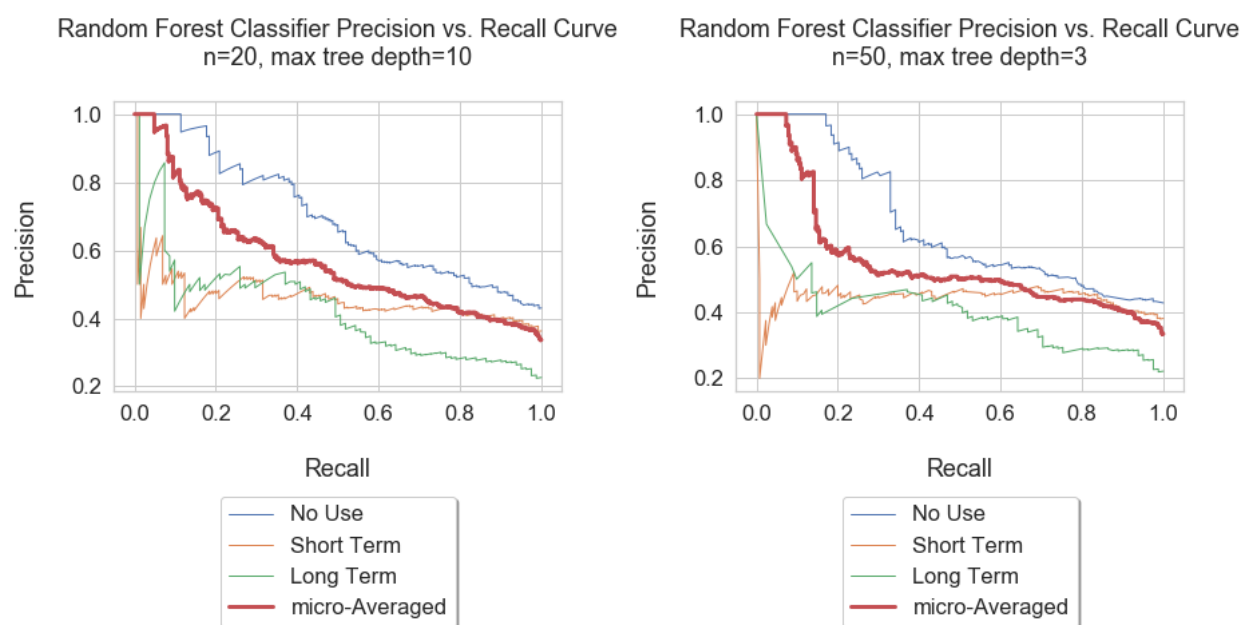 Random Forest Classifier Precision vs. Recall Curve
n=20, max tree depth=10
1.0
0.8
0.6
0.4
0.2
Precision
0.0 0.2 0.4 0.6 0.8 1.0
Recall
No Use
Short Term
Long Term
micro-Averaged
Random Forest Classifier Precision vs. Recall Curve
n=50, max tree depth=3
1.0
0.8
0.6
0.4
0.2
Precision
0.0 0.2 0.4 0.6 0.8 1.0
Recall
No Use
Short Term
Long Term
micro-Averaged